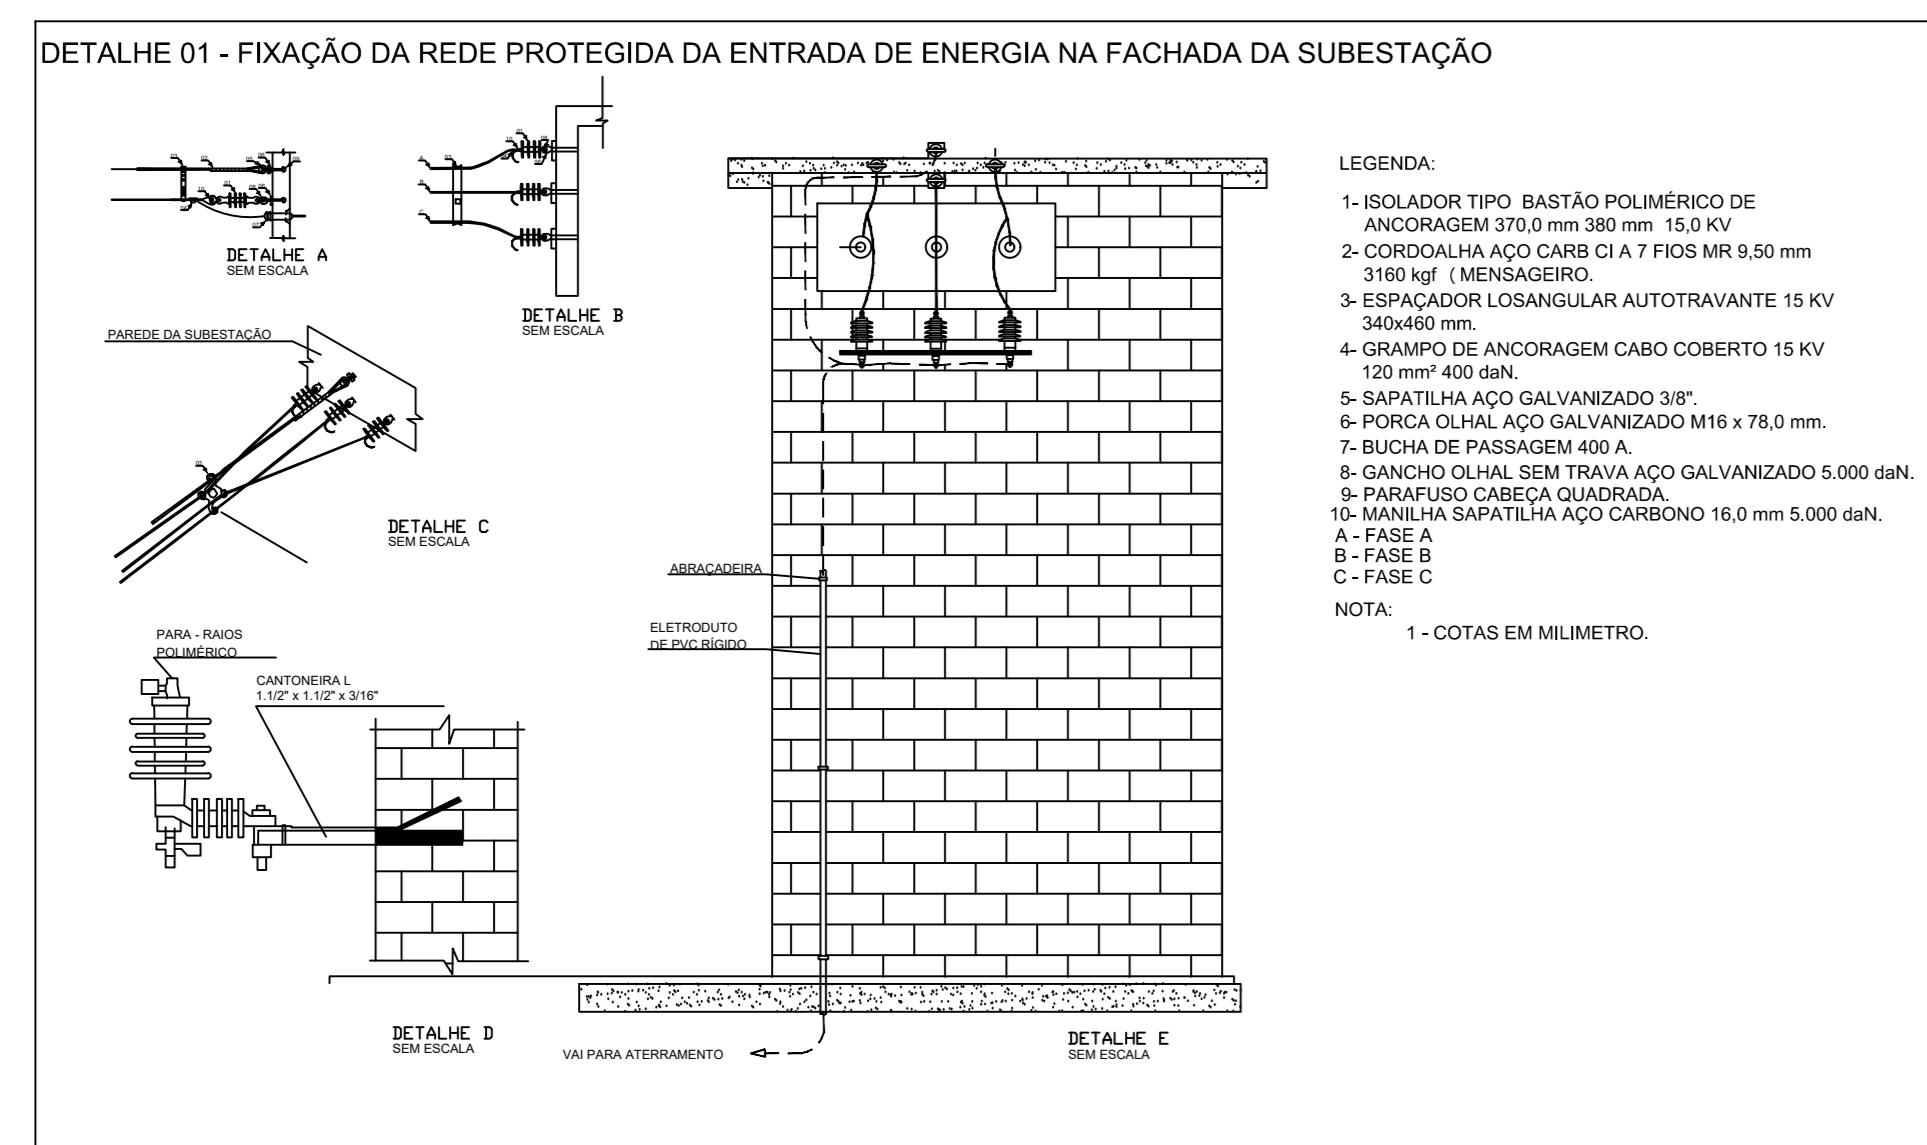 DETALHE 01 - FIXAÇÃO DA REDE PROTEGIDA DA ENTRADA DE ENERGIA NA FACHADA DA SUBESTAÇÃO
DETALHE A
SEM ESCALA
DETALHE B
SEM ESCALA
PAREDE DA SUBESTAÇÃO
DETALHE C
SEM ESCALA
PARA - RAIOS
POLIMÉRICO
CANTONEIRA L
1.1/2" x 1.1/2" x 3/16"
DETALHE D
SEM ESCALA
ABRAÇADEIRA
ELETRODUTO
DE PVC RÍGIDO
VAI PARA ATERRAMENTO
DETALHE E
SEM ESCALA
LEGENDA:
1- ISOLADOR TIPO BASTÃO POLIMÉRICO DE
ANCORAGEM 370,0 mm 380 mm 15,0 KV
2- CORDOALHA AÇO CARB CI A 7 FIOS MR 9,50 mm
3160 kgf ( MENSAGEIRO.
3- ESPAÇADOR LOSANGULAR AUTOTRAVANTE 15 KV
340x460 mm.
4- GRAMPO DE ANCORAGEM CABO COBERTO 15 KV
120 mm² 400 daN.
5- SAPATILHA AÇO GALVANIZADO 3/8".
6- PORCA OLHAL AÇO GALVANIZADO M16 x 78,0 mm.
7- BUCHA DE PASSAGEM 400 A.
8- GANCHO OLHAL SEM TRAVA AÇO GALVANIZADO 5.000 daN.
9- PARAFUSO CABEÇA QUADRADA.
10- MANILHA SAPATILHA AÇO CARBONO 16,0 mm 5.000 daN.
A - FASE A
B - FASE B
C - FASE C
NOTA:
1 - COTAS EM MILIMETRO.